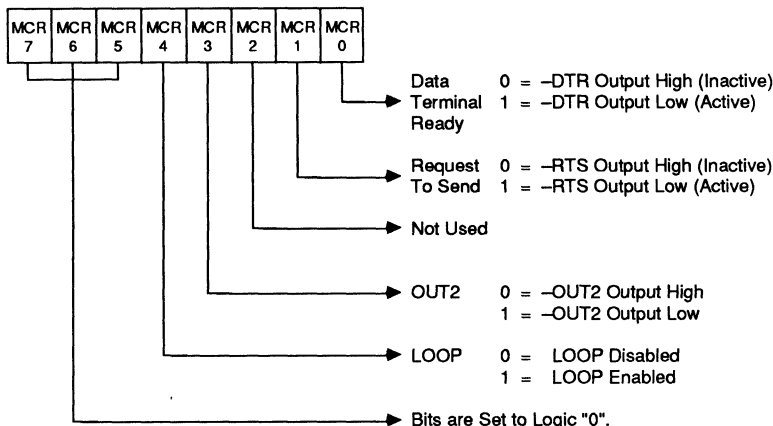 MCR 7 MCR 6 MCR 5 MCR 4 MCR 3 MCR 2 MCR 1 MCR 0
Data 0 = –DTR Output High (Inactive)
Terminal 1 = –DTR Output Low (Active)
Ready
Request 0 = –RTS Output High (Inactive)
To Send 1 = –RTS Output Low (Active)
Not Used
OUT2 0 = –OUT2 Output High
1 = –OUT2 Output Low
LOOP 0 = LOOP Disabled
1 = LOOP Enabled
Bits are Set to Logic "0".